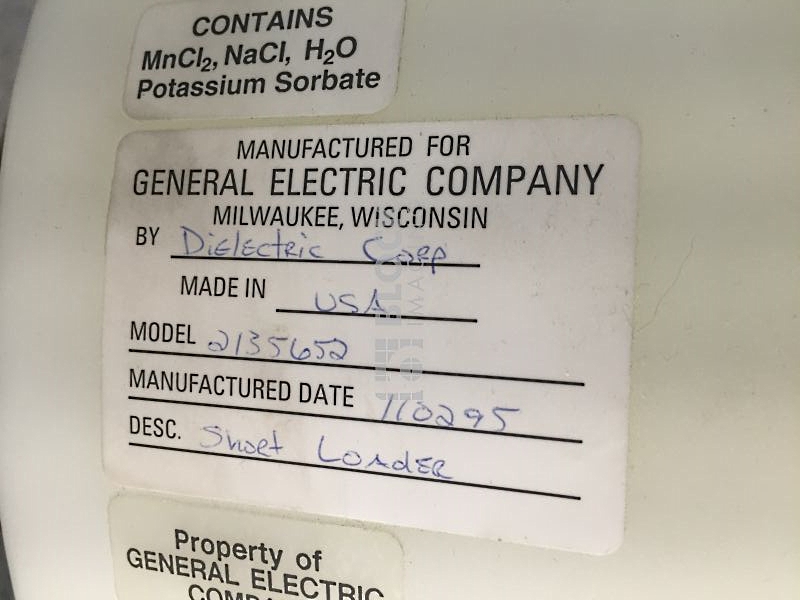 CONTAINS
MnCl₂, NaCl, H₂O
Potassium Sorbate
MANUFACTURED FOR
GENERAL ELECTRIC COMPANY
MILWAUKEE, WISCONSIN
BY Dielectric Corp
MADE IN USA
MODEL 2135652
MANUFACTURED DATE 110295
DESC. Short Loader
Property of
GENERAL ELECTRIC